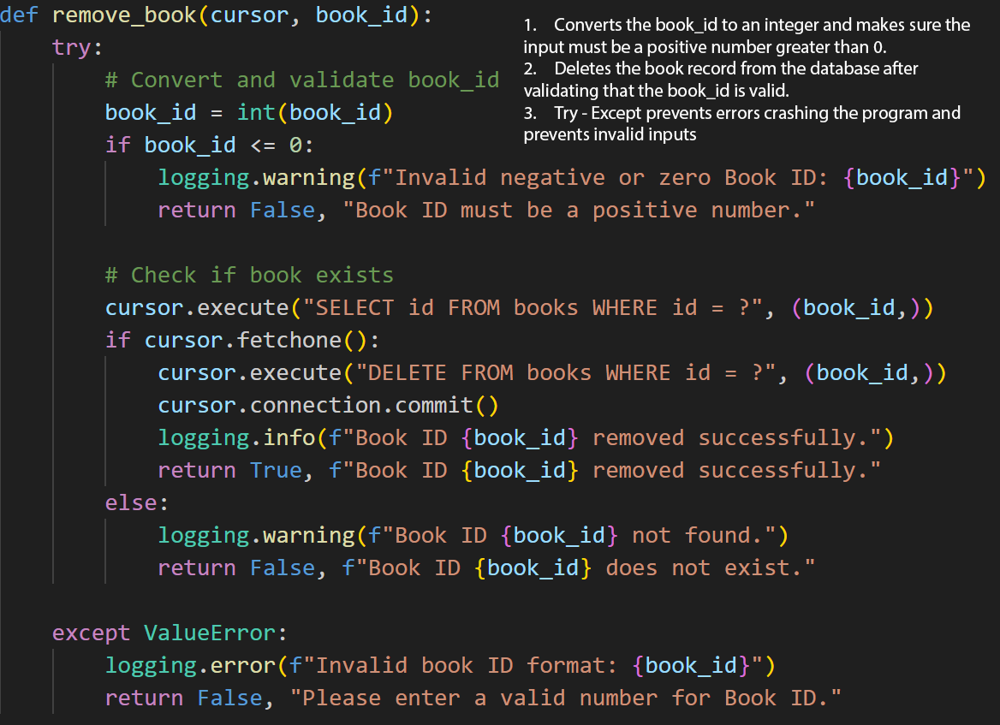 def remove_book(cursor, book_id):
    try:
        # Convert and validate book_id
        book_id = int(book_id)
        if book_id <= 0:
            logging.warning(f"Invalid negative or zero Book ID: {book_id}")
            return False, "Book ID must be a positive number."

        # Check if book exists
        cursor.execute("SELECT id FROM books WHERE id = ?", (book_id,))
        if cursor.fetchone():
            cursor.execute("DELETE FROM books WHERE id = ?", (book_id,))
            cursor.connection.commit()
            logging.info(f"Book ID {book_id} removed successfully.")
            return True, f"Book ID {book_id} removed successfully."
        else:
            logging.warning(f"Book ID {book_id} not found.")
            return False, f"Book ID {book_id} does not exist."

    except ValueError:
        logging.error(f"Invalid book ID format: {book_id}")
        return False, "Please enter a valid number for Book ID."
1. Converts the book_id to an integer and makes sure the
input must be a positive number greater than 0.
2. Deletes the book record from the database after
validating that the book_id is valid.
3. Try - Except prevents errors crashing the program and
prevents invalid inputs